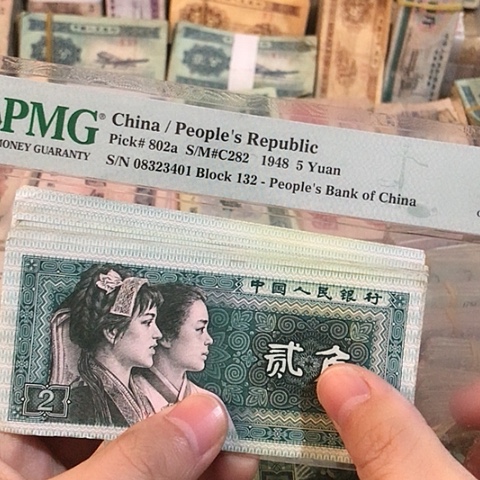 PMG
MONEY GUARANTY
China / People's Republic
Pick# 802a S/M#C282 1948 5 Yuan
S/N 08323401 Block 132 - People's Bank of China
中国人民银行
贰角
2